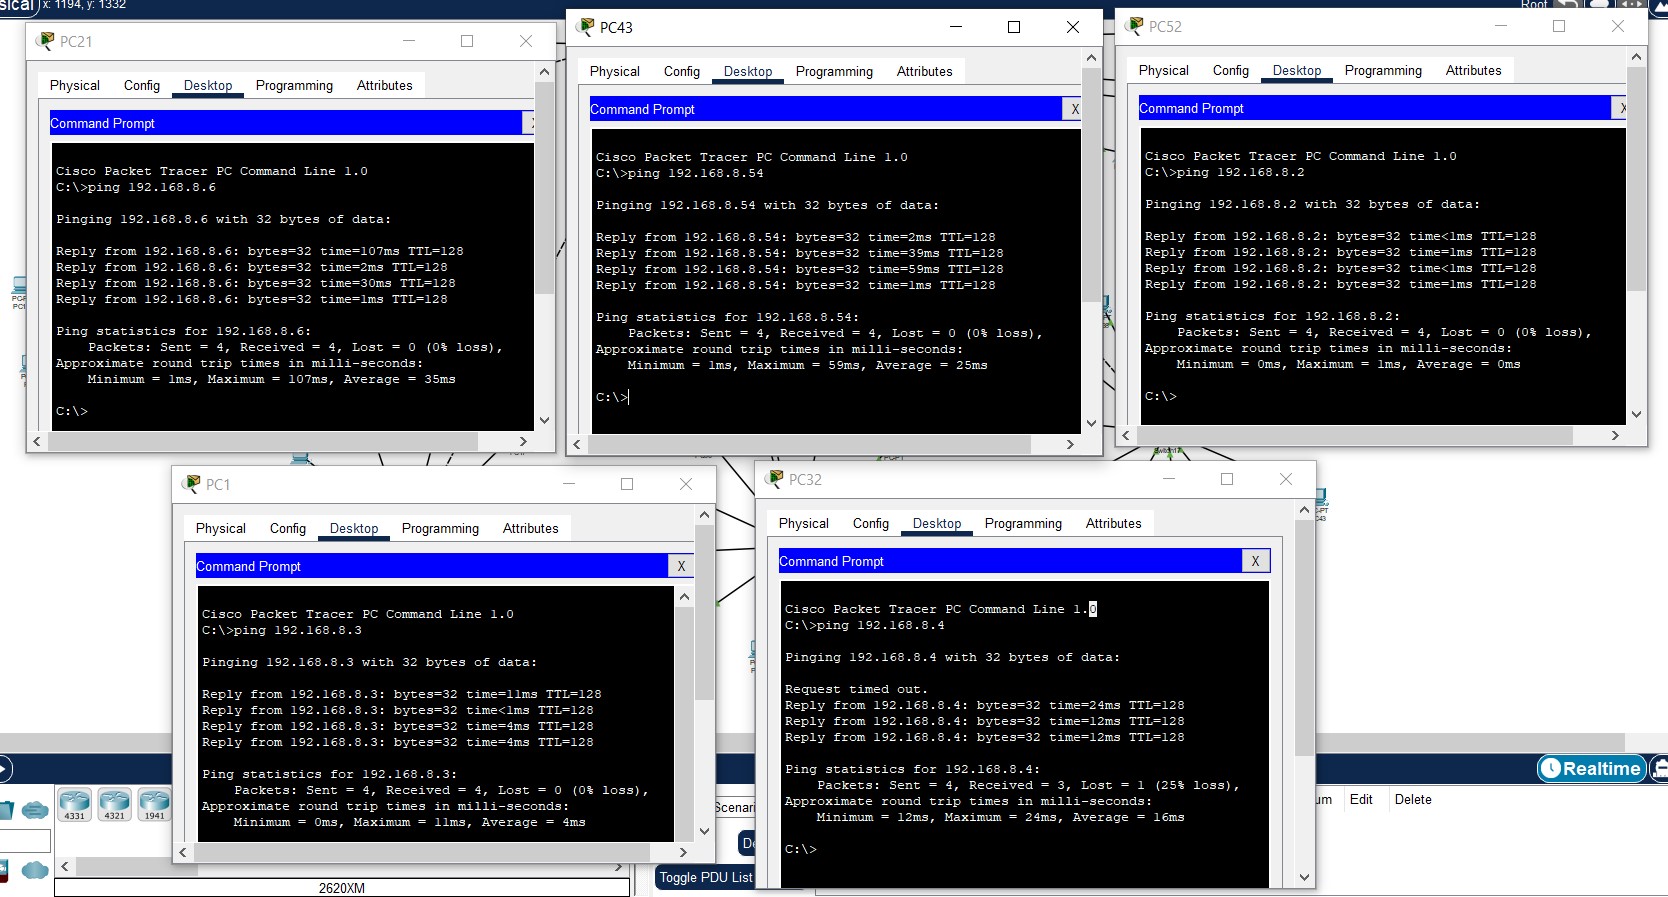 sical
x: 1194, y: 1332
Root
PC21
Physical Config Desktop Programming Attributes
Command Prompt
Cisco Packet Tracer PC Command Line 1.0
C:\>ping 192.168.8.6
Pinging 192.168.8.6 with 32 bytes of data:
Reply from 192.168.8.6: bytes=32 time=107ms TTL=128
Reply from 192.168.8.6: bytes=32 time=2ms TTL=128
Reply from 192.168.8.6: bytes=32 time=30ms TTL=128
Reply from 192.168.8.6: bytes=32 time=1ms TTL=128
Ping statistics for 192.168.8.6:
Packets: Sent = 4, Received = 4, Lost = 0 (0% loss),
Approximate round trip times in milli-seconds:
Minimum = 1ms, Maximum = 107ms, Average = 35ms
C:\>
PC43
Physical Config Desktop Programming Attributes
Command Prompt X
Cisco Packet Tracer PC Command Line 1.0
C:\>ping 192.168.8.54
Pinging 192.168.8.54 with 32 bytes of data:
Reply from 192.168.8.54: bytes=32 time=2ms TTL=128
Reply from 192.168.8.54: bytes=32 time=39ms TTL=128
Reply from 192.168.8.54: bytes=32 time=59ms TTL=128
Reply from 192.168.8.54: bytes=32 time=1ms TTL=128
Ping statistics for 192.168.8.54:
Packets: Sent = 4, Received = 4, Lost = 0 (0% loss),
Approximate round trip times in milli-seconds:
Minimum = 1ms, Maximum = 59ms, Average = 25ms
C:\>
PC52
Physical Config Desktop Programming Attributes
Command Prompt X
Cisco Packet Tracer PC Command Line 1.0
C:\>ping 192.168.8.2
Pinging 192.168.8.2 with 32 bytes of data:
Reply from 192.168.8.2: bytes=32 time<1ms TTL=128
Reply from 192.168.8.2: bytes=32 time=1ms TTL=128
Reply from 192.168.8.2: bytes=32 time<1ms TTL=128
Reply from 192.168.8.2: bytes=32 time=1ms TTL=128
Ping statistics for 192.168.8.2:
Packets: Sent = 4, Received = 4, Lost = 0 (0% loss),
Approximate round trip times in milli-seconds:
Minimum = 0ms, Maximum = 1ms, Average = 0ms
C:\>
PC1
Physical Config Desktop Programming Attributes
Command Prompt X
Cisco Packet Tracer PC Command Line 1.0
C:\>ping 192.168.8.3
Pinging 192.168.8.3 with 32 bytes of data:
Reply from 192.168.8.3: bytes=32 time=11ms TTL=128
Reply from 192.168.8.3: bytes=32 time<1ms TTL=128
Reply from 192.168.8.3: bytes=32 time=4ms TTL=128
Reply from 192.168.8.3: bytes=32 time=4ms TTL=128
Ping statistics for 192.168.8.3:
Packets: Sent = 4, Received = 4, Lost = 0 (0% loss),
Approximate round trip times in milli-seconds:
Minimum = 0ms, Maximum = 11ms, Average = 4ms
PC32
Physical Config Desktop Programming Attributes
Command Prompt X
Cisco Packet Tracer PC Command Line 1.0
C:\>ping 192.168.8.4
Pinging 192.168.8.4 with 32 bytes of data:
Request timed out.
Reply from 192.168.8.4: bytes=32 time=24ms TTL=128
Reply from 192.168.8.4: bytes=32 time=12ms TTL=128
Reply from 192.168.8.4: bytes=32 time=12ms TTL=128
Ping statistics for 192.168.8.4:
Packets: Sent = 4, Received = 3, Lost = 1 (25% loss),
Approximate round trip times in milli-seconds:
Minimum = 12ms, Maximum = 24ms, Average = 16ms
C:\>
Realtime
um Edit Delete
4331 4321 1941
Scenari
Toggle PDU List
2620XM